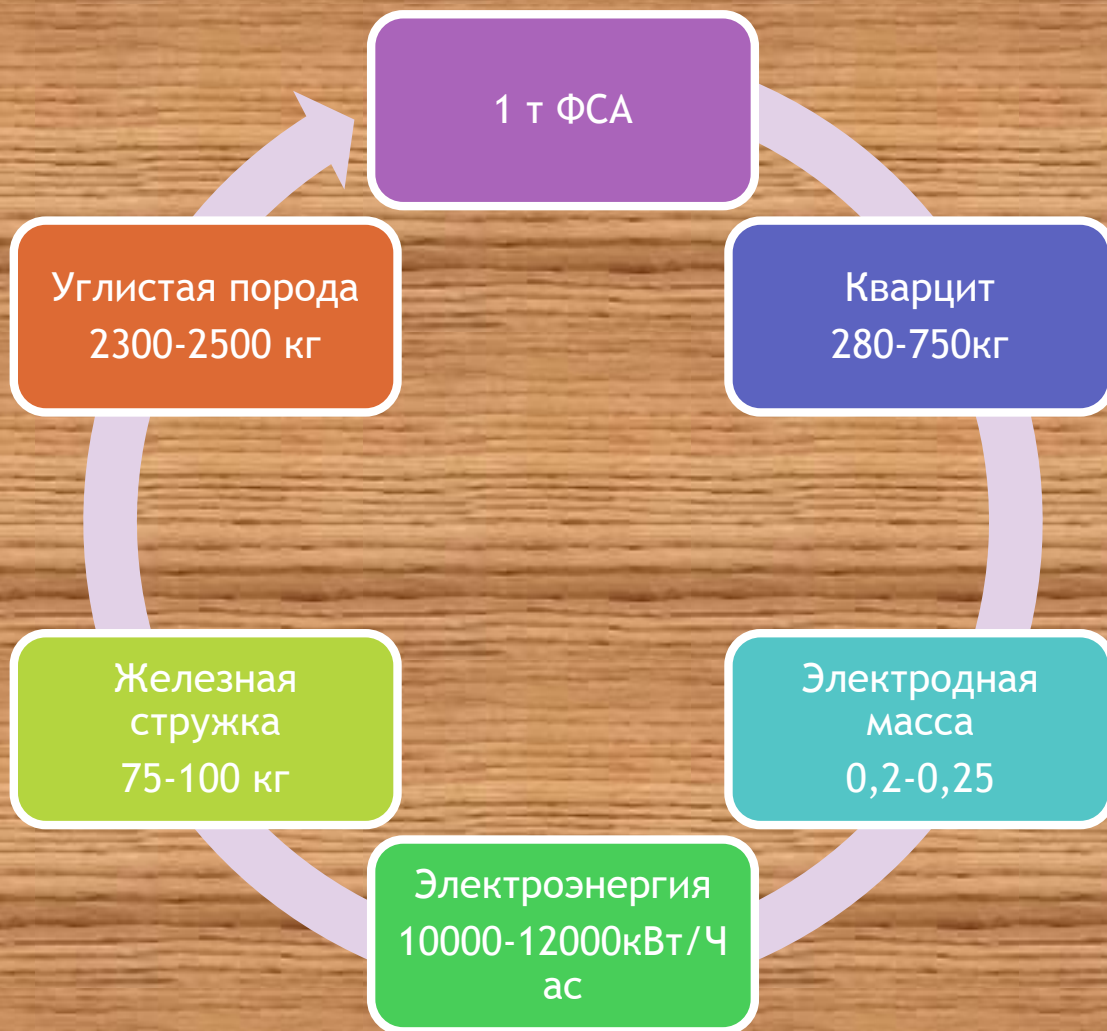 1 т ФСА
Кварцит
280-750кг
Электродная
масса
0,2-0,25
Электроэнергия
10000-12000кВт/Ч
ас
Железная
стружка
75-100 кг
Углистая порода
2300-2500 кг